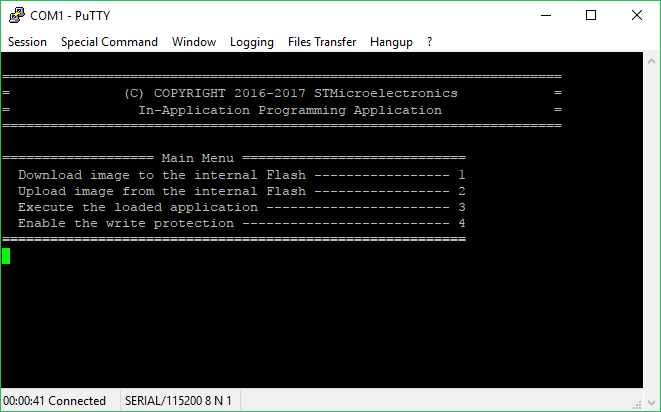 COM1 - PuTTY
Session Special Command Window Logging Files Transfer Hangup ?
======================================================================
= (C) COPYRIGHT 2016-2017 STMicroelectronics =
= In-Application Programming Application =
======================================================================
=================== Main Menu ============================
Download image to the internal Flash ----------------- 1
Upload image from the internal Flash ----------------- 2
Execute the loaded application ----------------------- 3
Enable the write protection -------------------------- 4
==========================================================
00:00:41 Connected SERIAL/115200 8 N 1